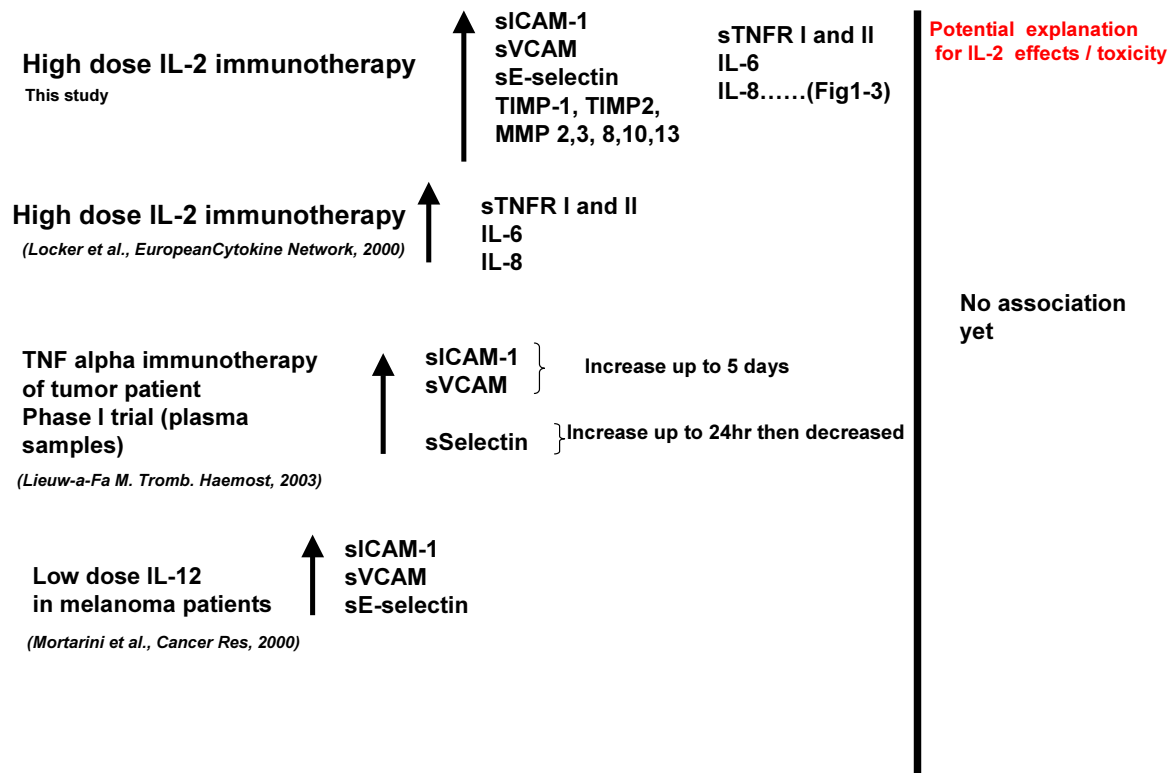 High dose IL-2 immunotherapy
This study
sICAM-1
sVCAM
sE-selectin
TIMP-1, TIMP2,
MMP 2,3, 8,10,13
sTNFR I and II
IL-6
IL-8……(Fig1-3)
Potential explanation
for IL-2 effects / toxicity
High dose IL-2 immunotherapy
(Locker et al., EuropeanCytokine Network, 2000)
sTNFR I and II
IL-6
IL-8
No association
yet
TNF alpha immunotherapy
of tumor patient
Phase I trial (plasma
samples)
(Lieuw-a-Fa M. Tromb. Haemost, 2003)
sICAM-1
sVCAM
Increase up to 5 days
sSelectin
Increase up to 24hr then decreased
Low dose IL-12
in melanoma patients
(Mortarini et al., Cancer Res, 2000)
sICAM-1
sVCAM
sE-selectin